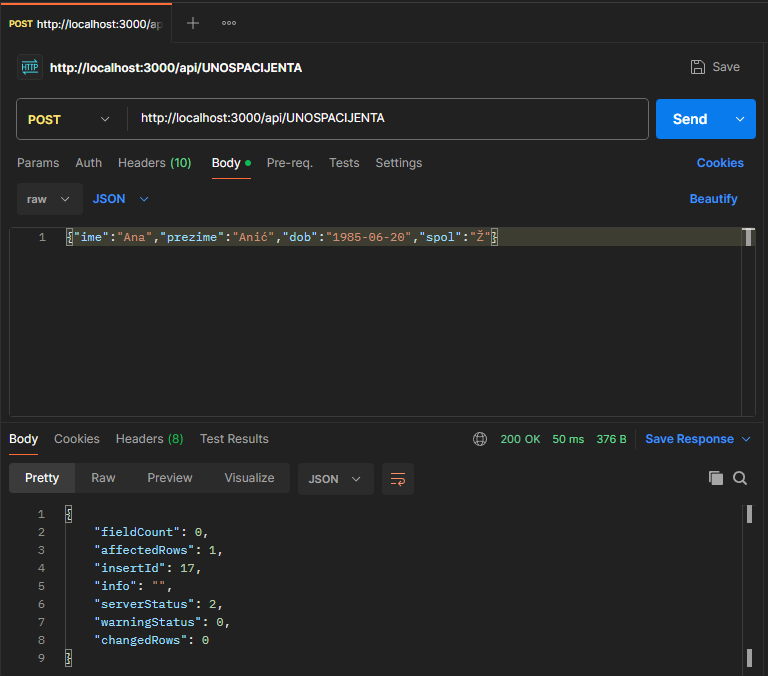 POST http://localhost:3000/ap
HTTP http://localhost:3000/api/UNOSPACIJENTA Save
POST http://localhost:3000/api/UNOSPACIJENTA Send
Params Auth Headers (10) Body Pre-req. Tests Settings Cookies
raw JSON Beautify
1 {"ime":"Ana","prezime":"Anić","dob":"1985-06-20","spol":"Ž"}
Body Cookies Headers (8) Test Results 200 OK 50 ms 376 B Save Response
Pretty Raw Preview Visualize JSON
1 {
2 "fieldCount": 0,
3 "affectedRows": 1,
4 "insertId": 17,
5 "info": "",
6 "serverStatus": 2,
7 "warningStatus": 0,
8 "changedRows": 0
9 }